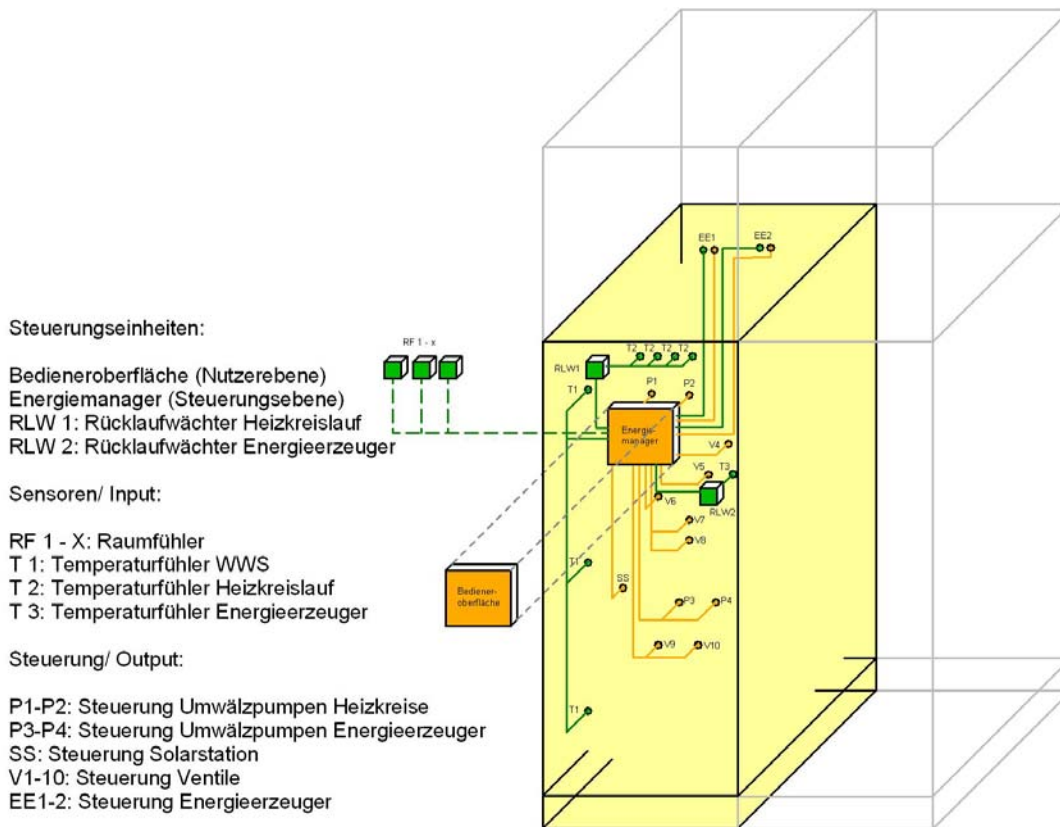 Steuerungseinheiten:
Bedieneroberfläche (Nutzerebene)
Energiemanager (Steuerungsebene)
RLW 1: Rücklaufwächter Heizkreislauf
RLW 2: Rücklaufwächter Energieerzeuger
Sensoren/ Input:
RF 1 - X: Raumfühler
T 1: Temperaturfühler WWS
T 2: Temperaturfühler Heizkreislauf
T 3: Temperaturfühler Energieerzeuger
Steuerung/ Output:
P1-P2: Steuerung Umwälzpumpen Heizkreise
P3-P4: Steuerung Umwälzpumpen Energieerzeuger
SS: Steuerung Solarstation
V1-10: Steuerung Ventile
EE1-2: Steuerung Energieerzeuger
RF 1 - x
EE1
EE2
T2 T2 T2 T2
RLW1
T1
P1
P2
Energie-
manager
V4
V5
T3
V6
RLW2
V7
V8
T1
SS
Bediener-
oberfläche
P3
P4
V9
V10
T1